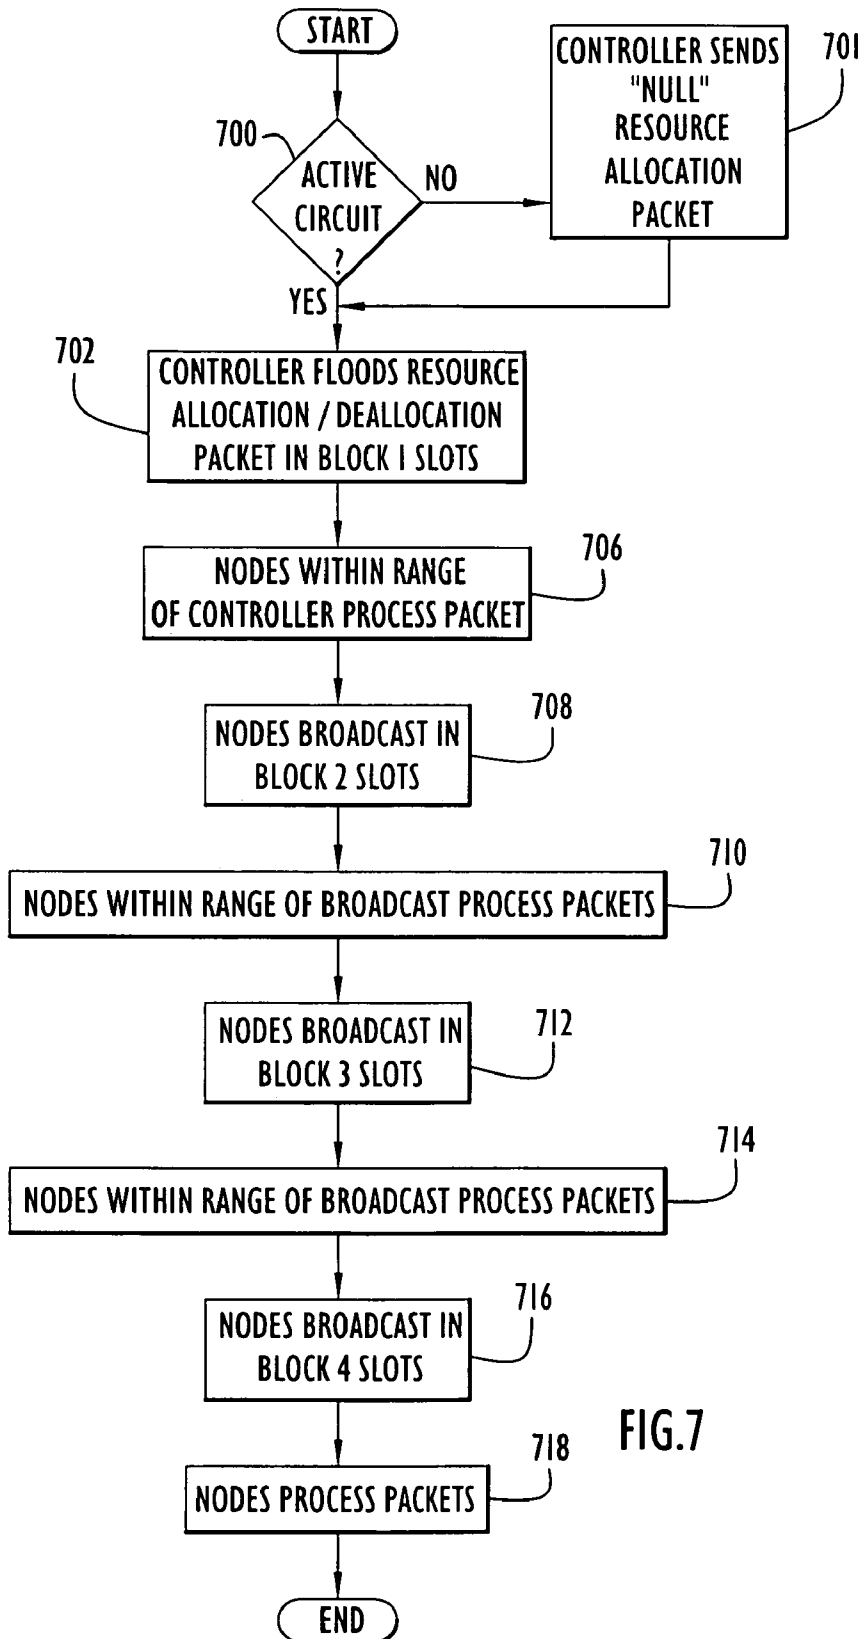 START
CONTROLLER SENDS
"NULL"
RESOURCE
ALLOCATION
PACKET
701
700
ACTIVE
CIRCUIT
?
NO
YES
702
CONTROLLER FLOODS RESOURCE
ALLOCATION / DEALLOCATION
PACKET IN BLOCK 1 SLOTS
706
NODES WITHIN RANGE
OF CONTROLLER PROCESS PACKET
708
NODES BROADCAST IN
BLOCK 2 SLOTS
710
NODES WITHIN RANGE OF BROADCAST PROCESS PACKETS
712
NODES BROADCAST IN
BLOCK 3 SLOTS
714
NODES WITHIN RANGE OF BROADCAST PROCESS PACKETS
716
NODES BROADCAST IN
BLOCK 4 SLOTS
FIG.7
718
NODES PROCESS PACKETS
END